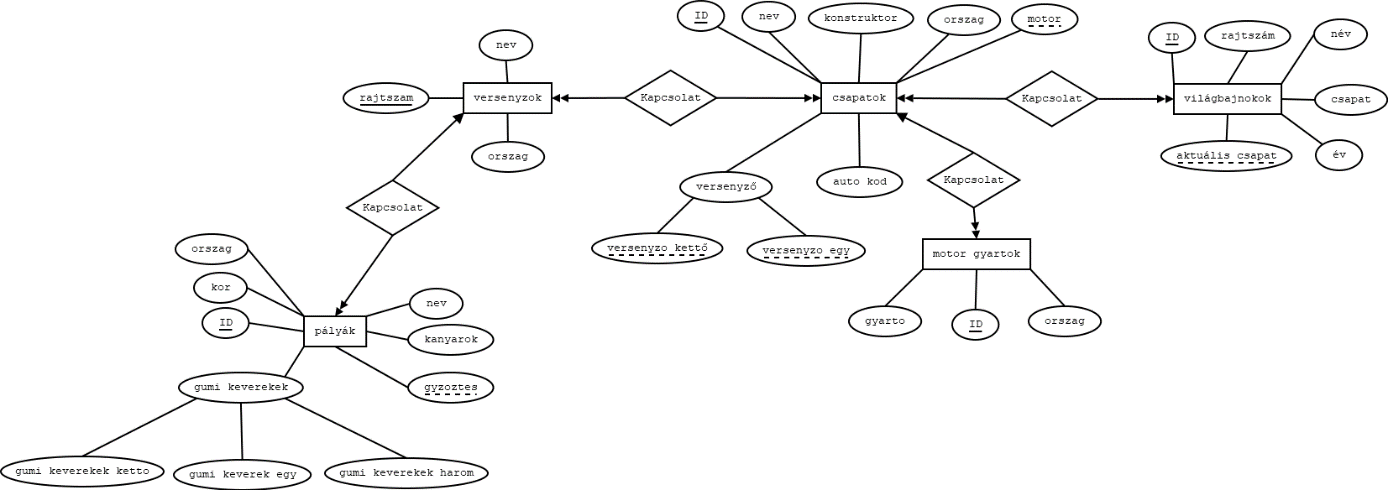 ID
nev
konstruktor
orszag
motor
ID
rajtszám
név
nev
rajtszam
versenyzok
Kapcsolat
csapatok
Kapcsolat
világbajnokok
csapat
orszag
aktuális csapat
év
versenyző
auto kod
Kapcsolat
Kapcsolat
versenyzo kettő
versenyzo egy
motor gyartok
orszag
kor
ID
pályák
nev
kanyarok
gyarto
ID
orszag
gumi keverekek
gyzoztes
gumi keverekek ketto
gumi keverek egy
gumi keverekek harom